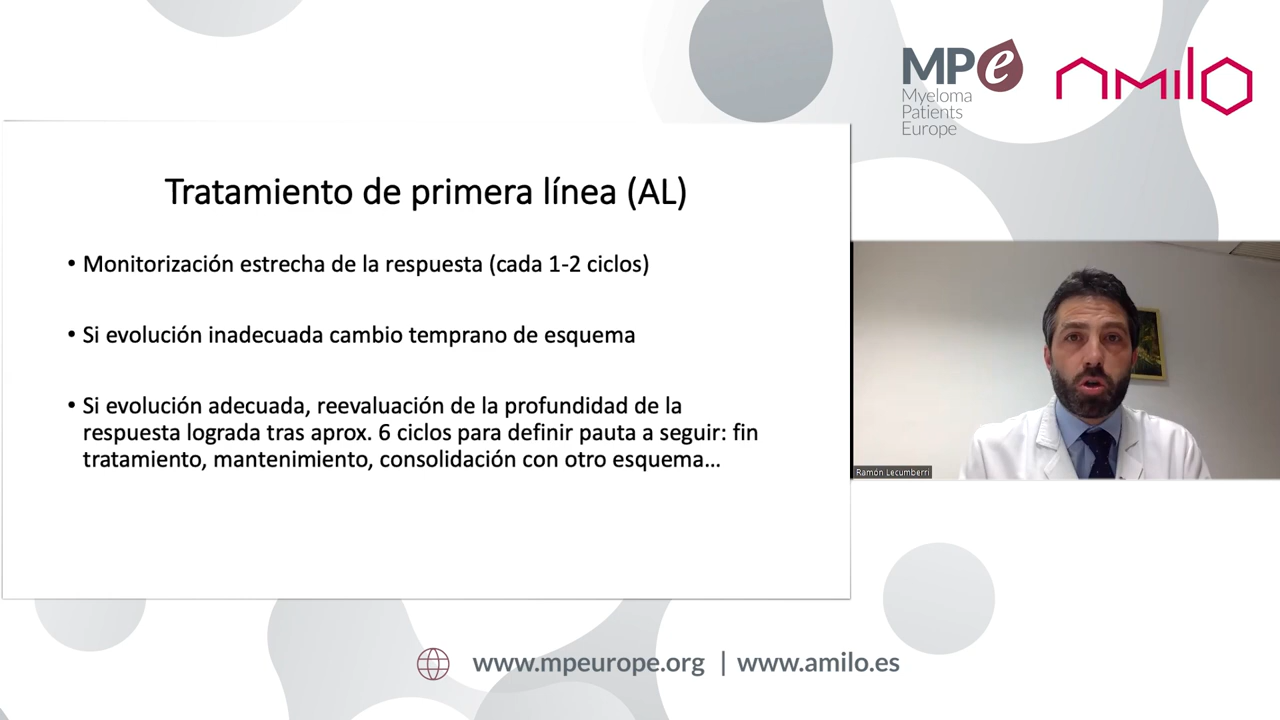 MPe
Myeloma
Patients
Europe
amilo
Tratamiento de primera línea (AL)
• Monitorización estrecha de la respuesta (cada 1-2 ciclos)
• Si evolución inadecuada cambio temprano de esquema
• Si evolución adecuada, reevaluación de la profundidad de la
respuesta lograda tras aprox. 6 ciclos para definir pauta a seguir: fin
tratamiento, mantenimiento, consolidación con otro esquema...
Ramón Lecumberri
www.mpeurope.org | www.amilo.es